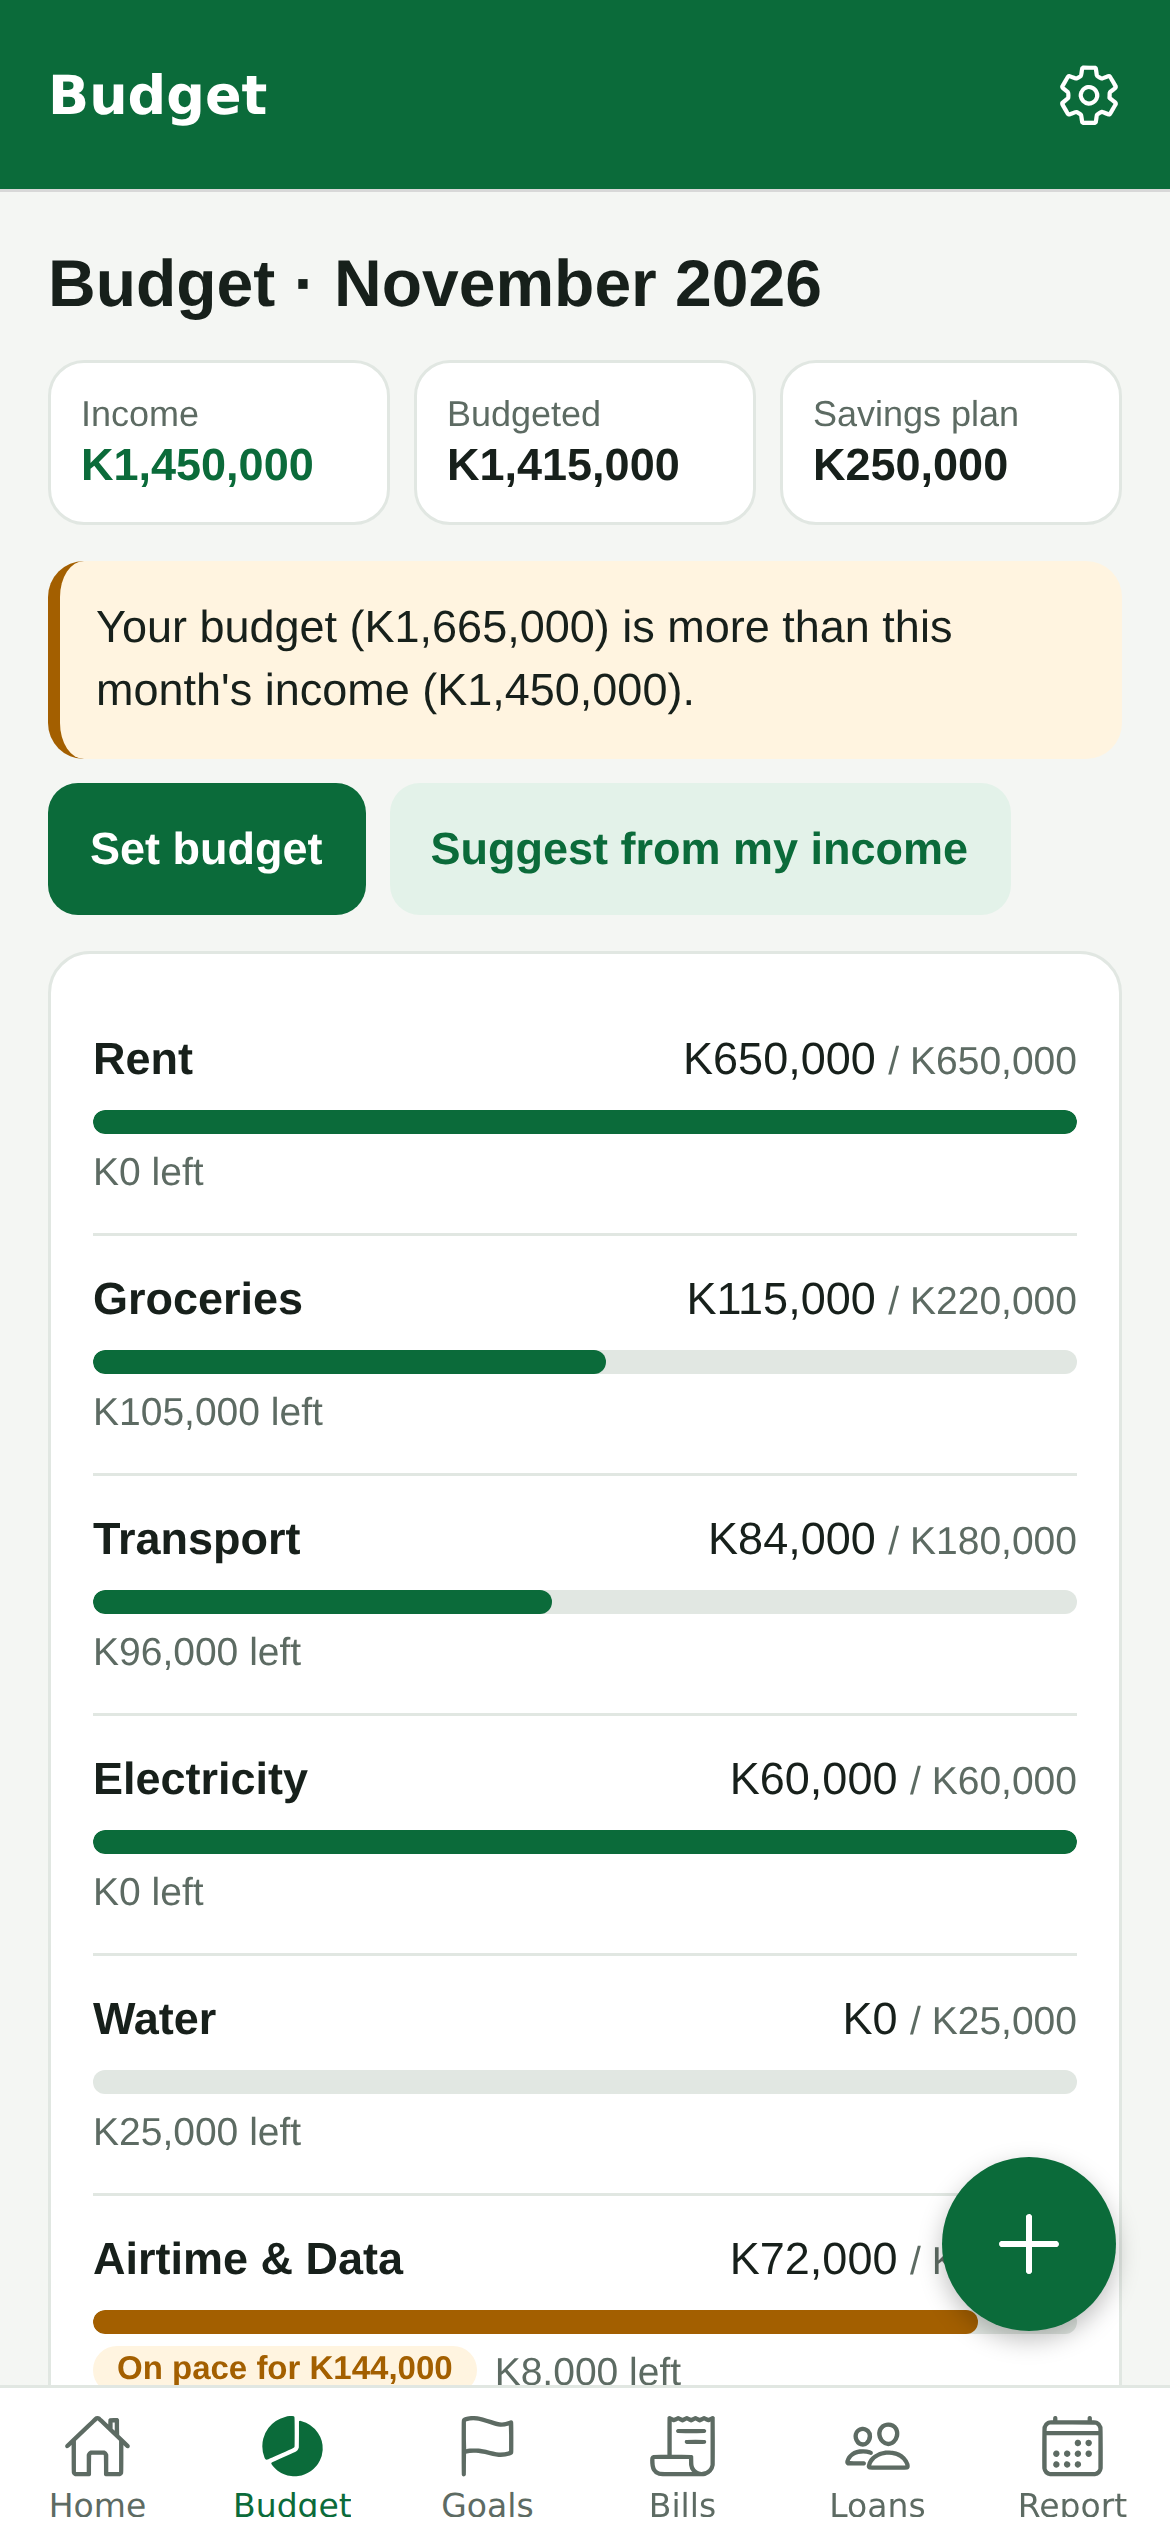 Budget
Budget · November 2026
Income
K1,450,000
Budgeted
K1,415,000
Savings plan
K250,000
Your budget (K1,665,000) is more than this
month's income (K1,450,000).
Set budget
Suggest from my income
Rent
K650,000 / K650,000
K0 left
Groceries
K115,000 / K220,000
K105,000 left
Transport
K84,000 / K180,000
K96,000 left
Electricity
K60,000 / K60,000
K0 left
Water
K0 / K25,000
K25,000 left
Airtime & Data
K72,000 /
On pace for K144,000
K8,000 left
Home
Budget
Goals
Bills
Loans
Report